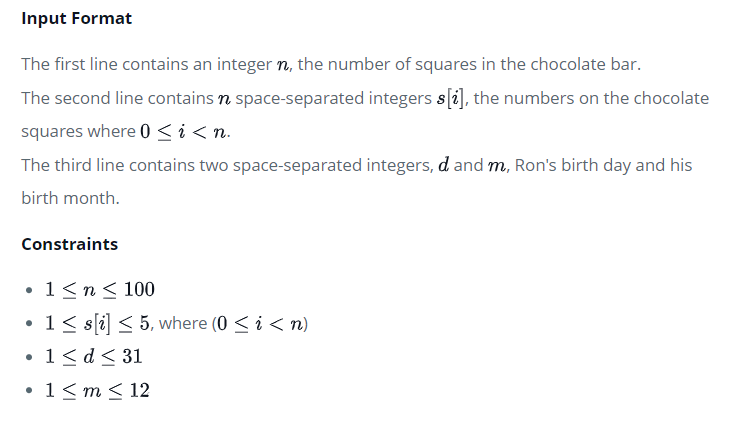 Input Format
The first line contains an integer n, the number of squares in the chocolate bar.
The second line contains n space-separated integers s[i], the numbers on the chocolate
squares where 0 ≤ i < n.
The third line contains two space-separated integers, d and m, Ron's birth day and his
birth month.
Constraints
• 1 ≤ n ≤ 100
• 1 ≤ s[i] ≤ 5, where (0 ≤ i < n)
• 1 ≤ d ≤ 31
• 1 ≤ m ≤ 12